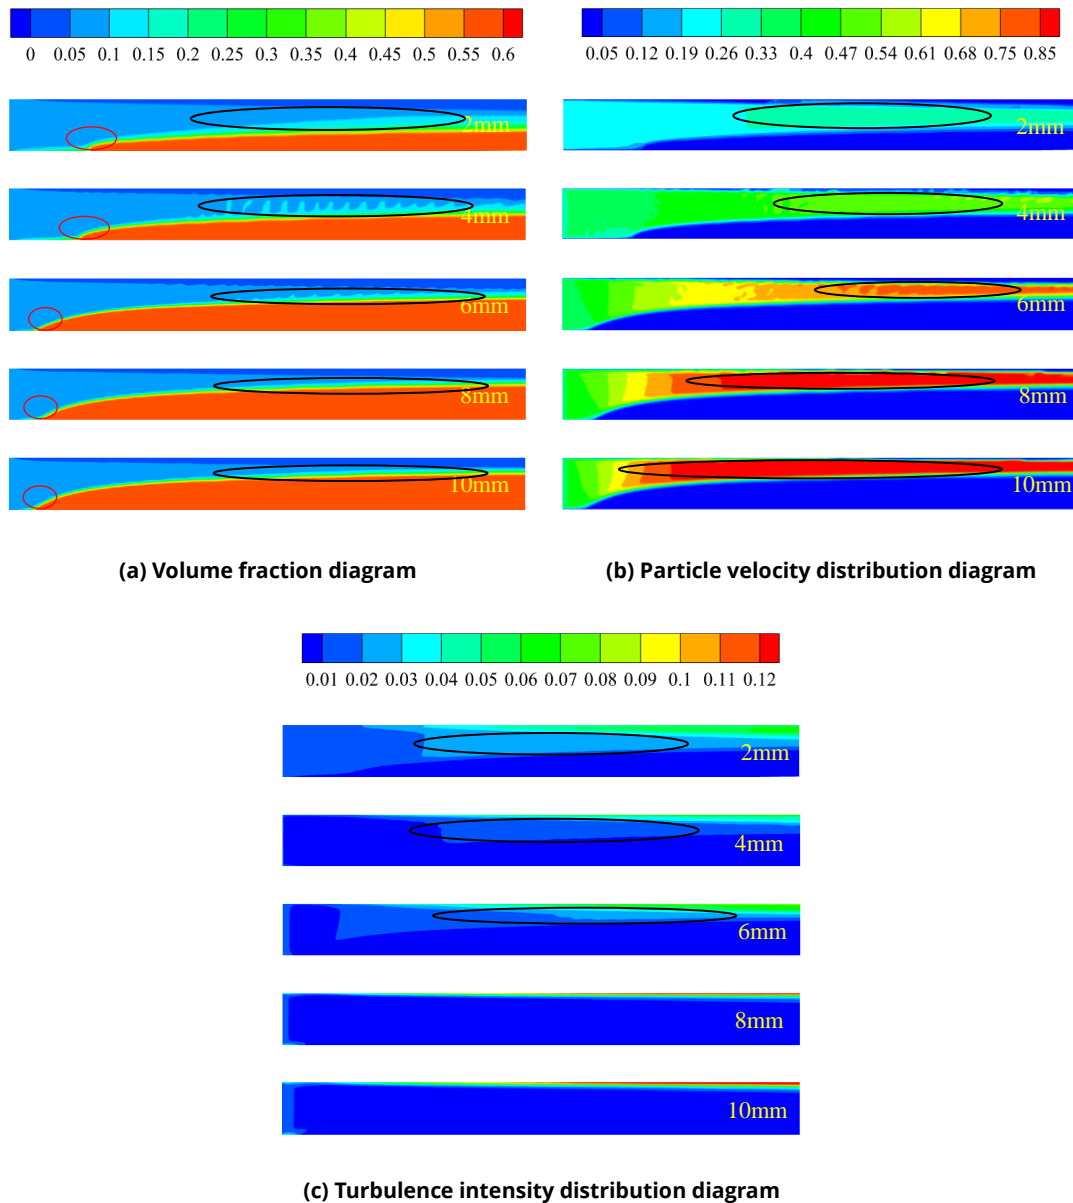 0 0.05 0.1 0.15 0.2 0.25 0.3 0.35 0.4 0.45 0.5 0.55 0.6
2mm
4mm
6mm
8mm
10mm
(a) Volume fraction diagram
0.05 0.12 0.19 0.26 0.33 0.4 0.47 0.54 0.61 0.68 0.75 0.85
2mm
4mm
6mm
8mm
10mm
(b) Particle velocity distribution diagram
0.01 0.02 0.03 0.04 0.05 0.06 0.07 0.08 0.09 0.1 0.11 0.12
2mm
4mm
6mm
8mm
10mm
(c) Turbulence intensity distribution diagram